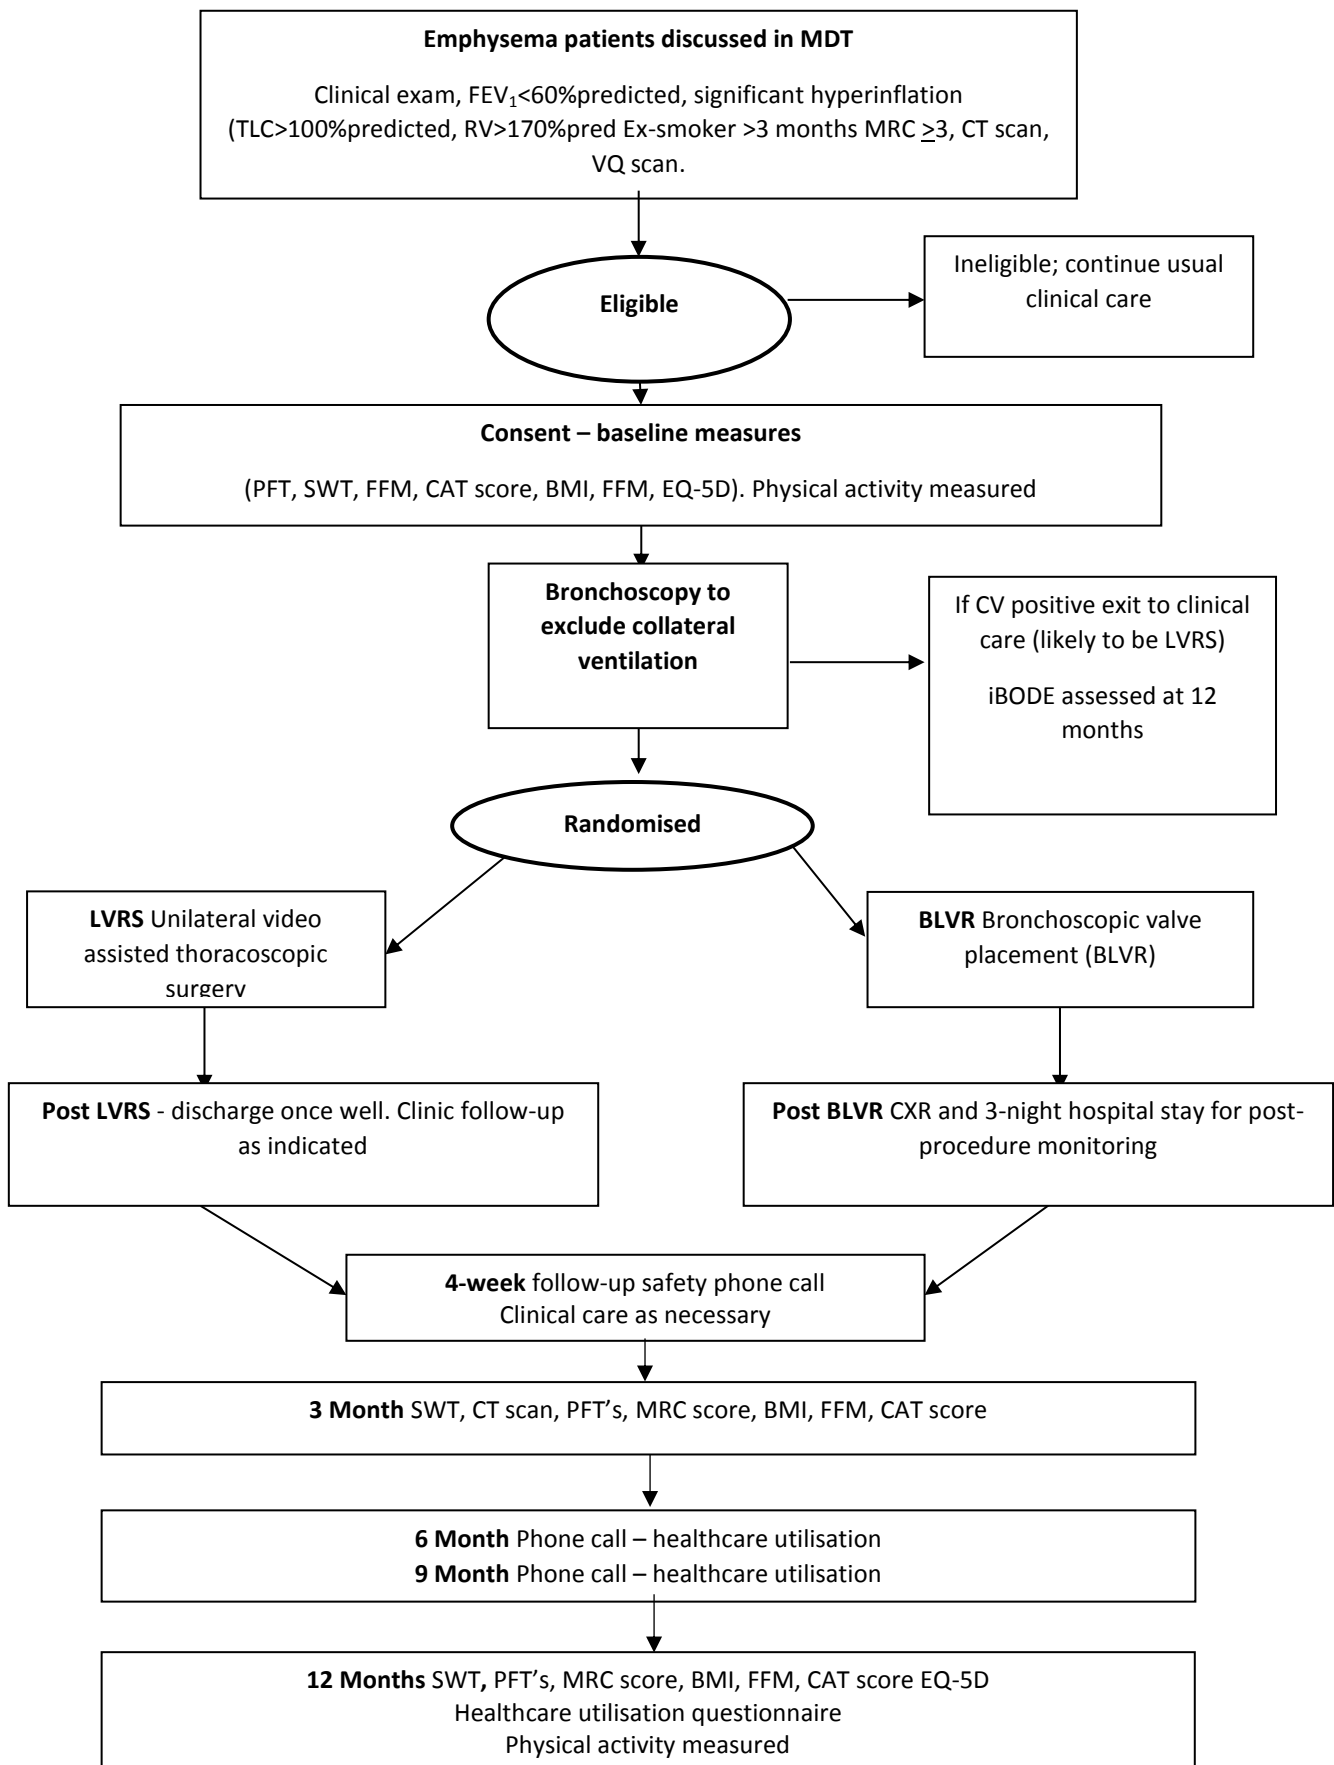 Emphysema patients discussed in MDT
Clinical exam, FEV₁<60%predicted, significant hyperinflation
(TLC>100%predicted, RV>170%pred Ex-smoker >3 months MRC >3, CT scan,
VQ scan.
Eligible
Ineligible; continue usual
clinical care
Consent – baseline measures
(PFT, SWT, FFM, CAT score, BMI, FFM, EQ-5D). Physical activity measured
Bronchoscopy to
exclude collateral
ventilation
If CV positive exit to clinical
care (likely to be LVRS)
iBODE assessed at 12
months
Randomised
LVRS Unilateral video
assisted thoracoscopic
surgery
BLVR Bronchoscopic valve
placement (BLVR)
Post LVRS - discharge once well. Clinic follow-up
as indicated
Post BLVR CXR and 3-night hospital stay for post-
procedure monitoring
4-week follow-up safety phone call
Clinical care as necessary
3 Month SWT, CT scan, PFT’s, MRC score, BMI, FFM, CAT score
6 Month Phone call – healthcare utilisation
9 Month Phone call – healthcare utilisation
12 Months SWT, PFT’s, MRC score, BMI, FFM, CAT score EQ-5D
Healthcare utilisation questionnaire
Physical activity measured